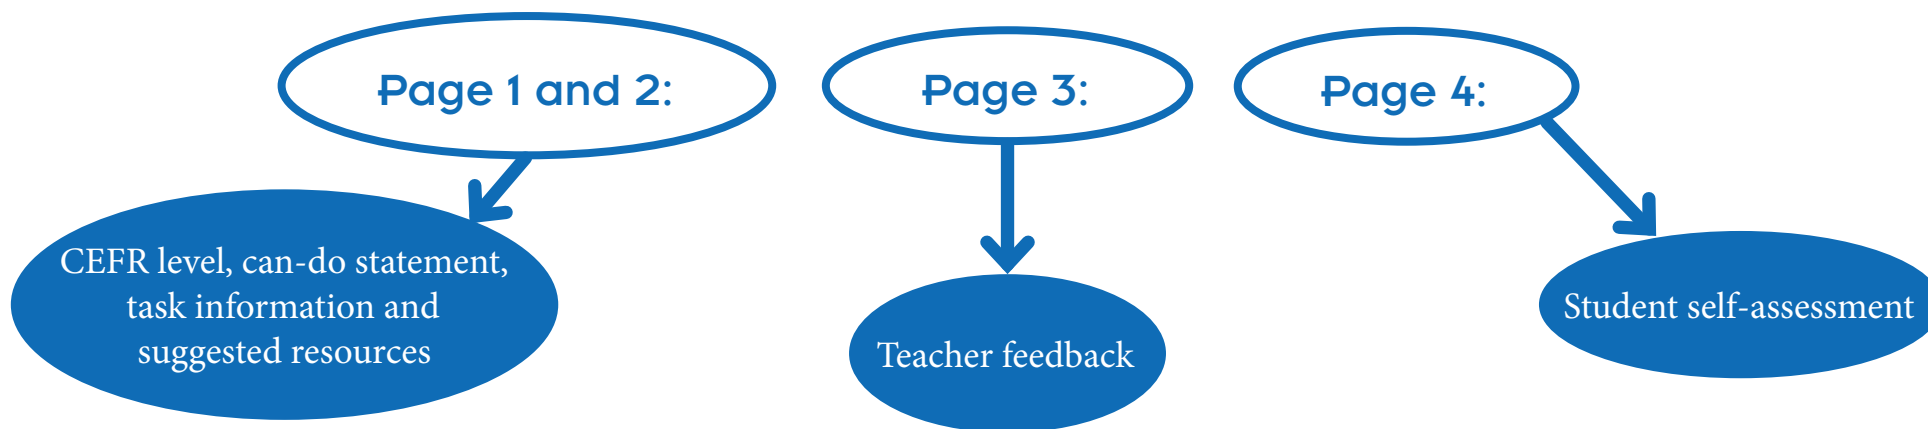 Page 1 and 2:
Page 3:
Page 4:
CEFR level, can-do statement,
task information and
suggested resources
Teacher feedback
Student self-assessment